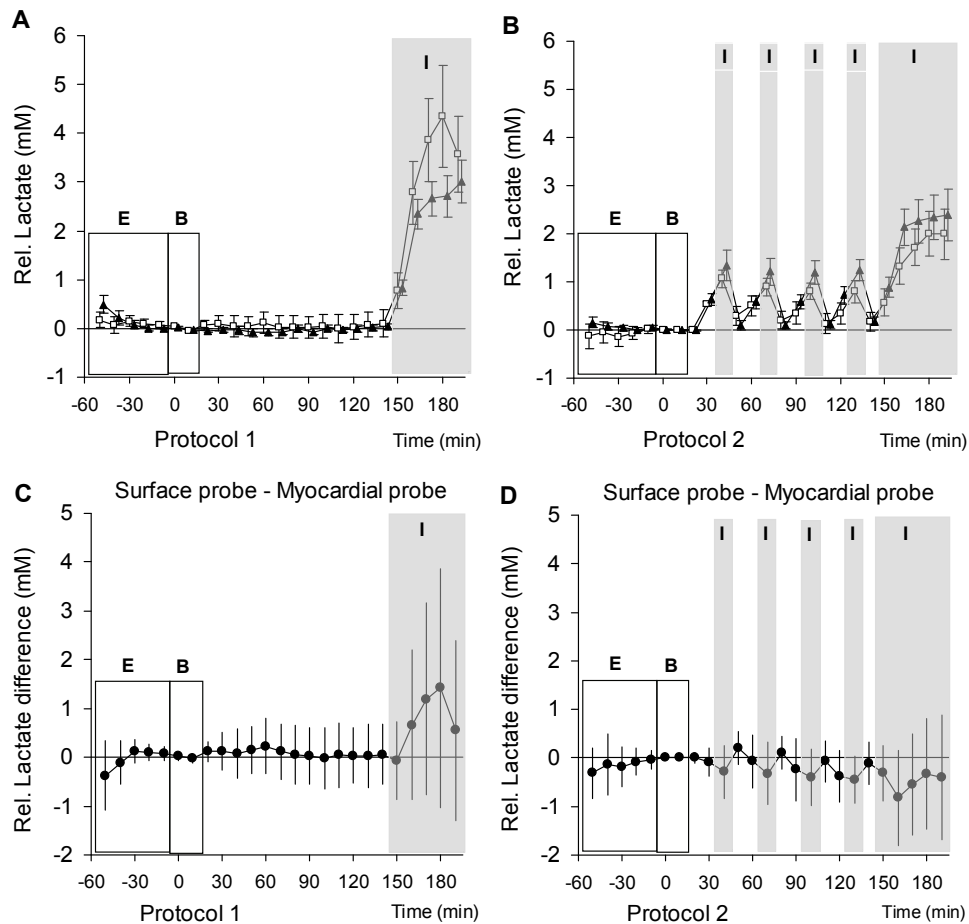 A
Rel. Lactate (mM)
6
5
4
3
2
1
0
-1
I
E B
-60 -30 0 30 60 90 120 150 180
Protocol 1 Time (min)
B
Rel. Lactate (mM)
6
5
4
3
2
1
0
-1
I I I I I
E B
-60 -30 0 30 60 90 120 150 180
Protocol 2 Time (min)
C
Surface probe - Myocardial probe
Rel. Lactate difference (mM)
5
4
3
2
1
0
-1
-2
I
E B
-60 -30 0 30 60 90 120 150 180
Protocol 1 Time (min)
D
Surface probe - Myocardial probe
Rel. Lactate difference (mM)
5
4
3
2
1
0
-1
-2
I I I I I
E B
-60 -30 0 30 60 90 120 150 180
Protocol 2 Time (min)